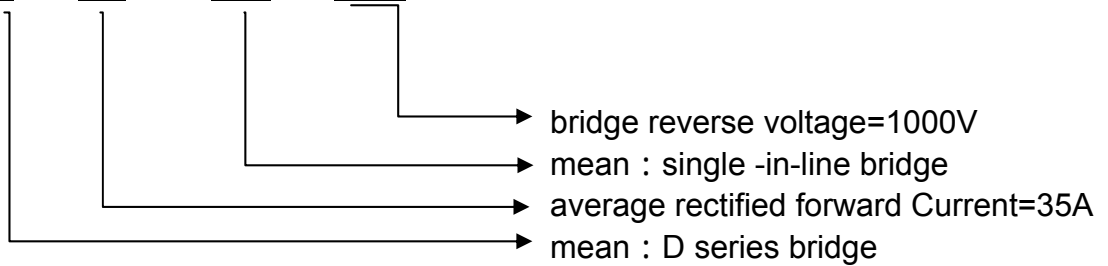 bridge reverse voltage=1000V
mean : single -in-line bridge
average rectified forward Current=35A
mean : D series bridge